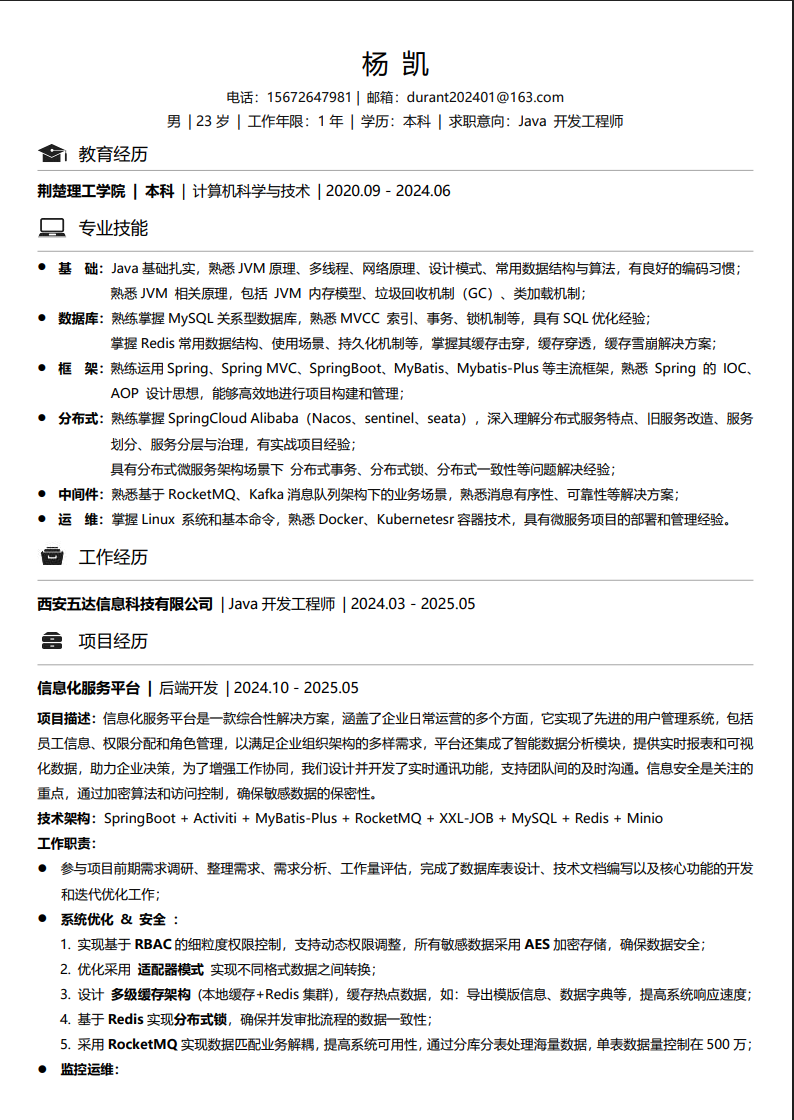 杨 凯
电话：15672647981 | 邮箱：durant202401@163.com
男 | 23 岁 | 工作年限：1 年 | 学历：本科 | 求职意向：Java 开发工程师
教育经历
荆楚理工学院 | 本科 | 计算机科学与技术 | 2020.09 - 2024.06
专业技能
● 基 础：Java 基础扎实，熟悉 JVM 原理、多线程、网络原理、设计模式、常用数据结构与算法，有良好的编码习惯；
熟悉 JVM 相关原理，包括 JVM 内存模型、垃圾回收机制（GC）、类加载机制；
● 数据库：熟练掌握 MySQL 关系型数据库，熟悉 MVCC 索引、事务、锁机制等，具有 SQL 优化经验；
掌握 Redis 常用数据结构、使用场景、持久化机制等，掌握其缓存击穿，缓存穿透，缓存雪崩解决方案；
● 框 架：熟练运用 Spring、Spring MVC、SpringBoot、MyBatis、Mybatis-Plus 等主流框架，熟悉 Spring 的 IOC、
AOP 设计思想，能够高效地进行项目构建和管理；
● 分布式：熟练掌握 SpringCloud Alibaba（Nacos、sentinel、seata），深入理解分布式服务特点、旧服务改造、服务
划分、服务分层与治理，有实战项目经验；
具有分布式微服务架构场景下 分布式事务、分布式锁、分布式一致性等问题解决经验；
● 中间件：熟悉基于 RocketMQ、Kafka 消息队列架构下的业务场景，熟悉消息有序性、可靠性等解决方案；
● 运 维：掌握 Linux 系统和基本命令，熟悉 Docker、Kubernetesr 容器技术，具有微服务项目的部署和管理经验。
工作经历
西安五达信息科技有限公司 | Java 开发工程师 | 2024.03 - 2025.05
项目经历
信息化服务平台 | 后端开发 | 2024.10 - 2025.05
项目描述：信息化服务平台是一款综合性解决方案，涵盖了企业日常运营的多个方面，它实现了先进的用户管理系统，包括
员工信息、权限分配和角色管理，以满足企业组织架构的多样需求，平台还集成了智能数据分析模块，提供实时报表和可视
化数据，助力企业决策，为了增强工作协同，我们设计并开发了实时通讯功能，支持团队间的及时沟通。信息安全是关注的
重点，通过加密算法和访问控制，确保敏感数据的保密性。
技术架构：SpringBoot + Activiti + MyBatis-Plus + RocketMQ + XXL-JOB + MySQL + Redis + Minio
工作职责：
● 参与项目前期需求调研、整理需求、需求分析、工作量评估，完成了数据库表设计、技术文档编写以及核心功能的开发
和迭代优化工作；
● 系统优化 & 安全 ：
1. 实现基于 RBAC 的细粒度权限控制，支持动态权限调整，所有敏感数据采用 AES 加密存储，确保数据安全；
2. 优化采用 适配器模式 实现不同格式数据之间转换；
3. 设计 多级缓存架构 (本地缓存+Redis 集群)，缓存热点数据，如：导出模版信息、数据字典等，提高系统响应速度；
4. 基于 Redis 实现分布式锁，确保并发审批流程的数据一致性；
5. 采用 RocketMQ 实现数据匹配业务解耦，提高系统可用性，通过分库分表处理海量数据，单表数据量控制在 500 万；
● 监控运维：